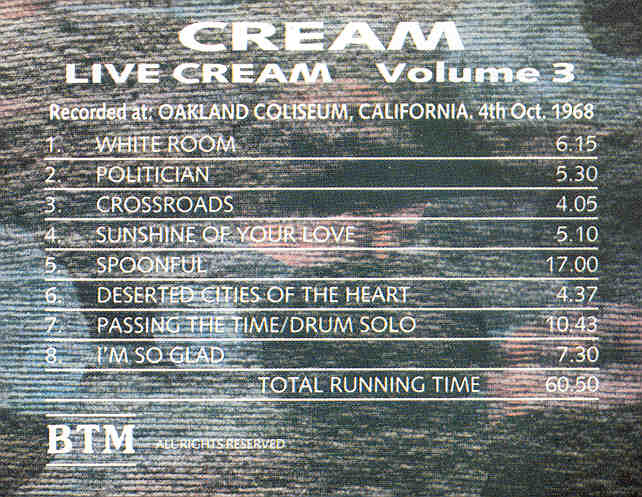 CREAM
LIVE CREAM Volume 3
Recorded at: OAKLAND COLISEUM, CALIFORNIA. 4th Oct. 1968
1. WHITE ROOM 6.15
2. POLITICIAN 5.30
3. CROSSROADS 4.05
4. SUNSHINE OF YOUR LOVE 5.10
5. SPOONFUL 17.00
6. DESERTED CITIES OF THE HEART 4.37
7. PASSING THE TIME/DRUM SOLO 10.43
8. I'M SO GLAD 7.30
TOTAL RUNNING TIME 60.50
BTM ALL RIGHTS RESERVED